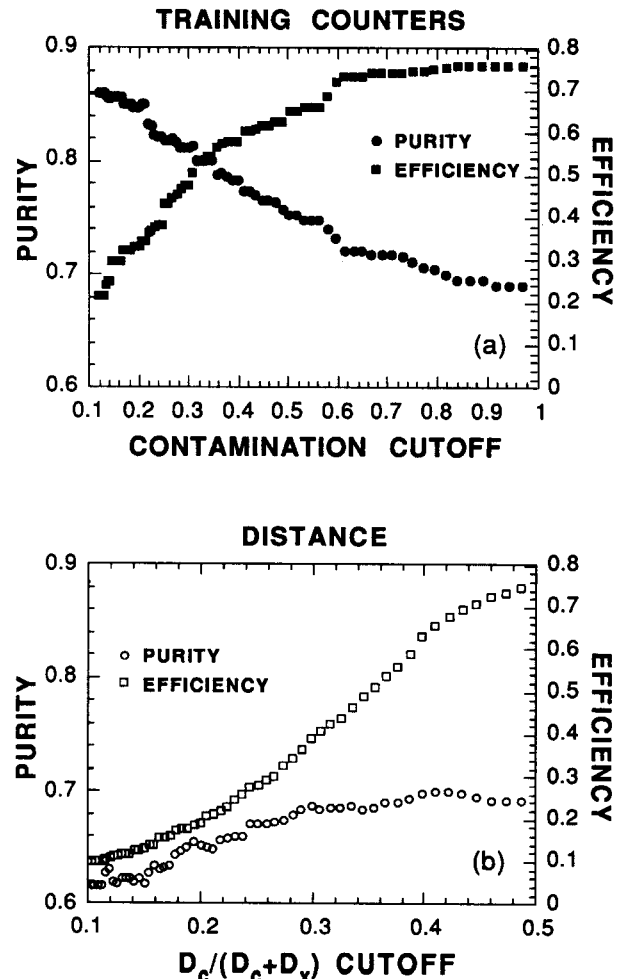 TRAINING COUNTERS
0.9
0.8
0.7
0.6
PURITY
● PURITY
■ EFFICIENCY
(a)
0.8
0.7
0.6
0.5
0.4
0.3
0.2
0.1
0
EFFICIENCY
0.1 0.2 0.3 0.4 0.5 0.6 0.7 0.8 0.9 1
CONTAMINATION CUTOFF
DISTANCE
0.9
0.8
0.7
0.6
PURITY
○ PURITY
□ EFFICIENCY
(b)
0.8
0.7
0.6
0.5
0.4
0.3
0.2
0.1
0
EFFICIENCY
0.1 0.2 0.3 0.4 0.5
D_c/(D_c+D_x) CUTOFF